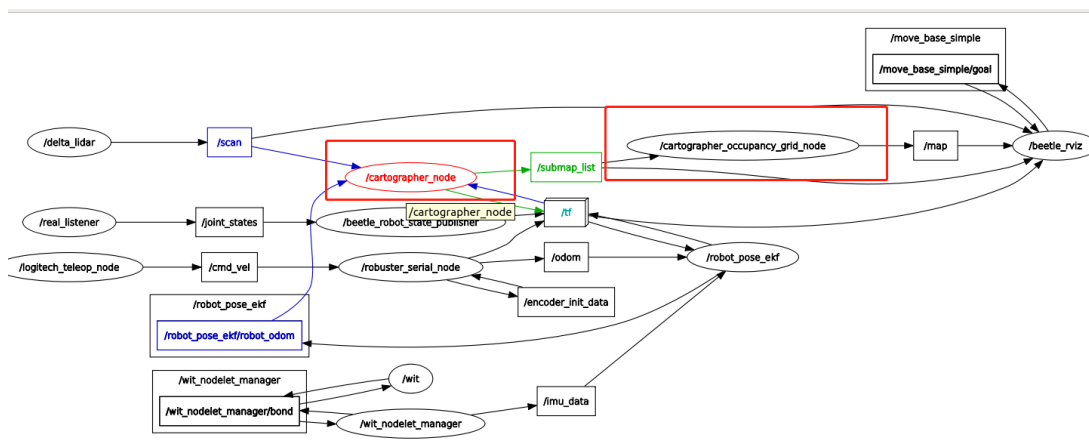 /move_base_simple
/move_base_simple/goal
/delta_lidar
/scan
/cartographer_occupancy_grid_node
/map
/beetle_rviz
/submap_list
/cartographer_node
/cartographer_node
/tf
/real_listener
/joint_states
/beetle_robot_state_publisher
/logitech_teleop_node
/cmd_vel
/robuster_serial_node
/odom
/robot_pose_ekf
/encoder_init_data
/robot_pose_ekf
/robot_pose_ekf/robot_odom
/wit_nodelet_manager
/wit
/wit_nodelet_manager/bond
/imu_data
/wit_nodelet_manager